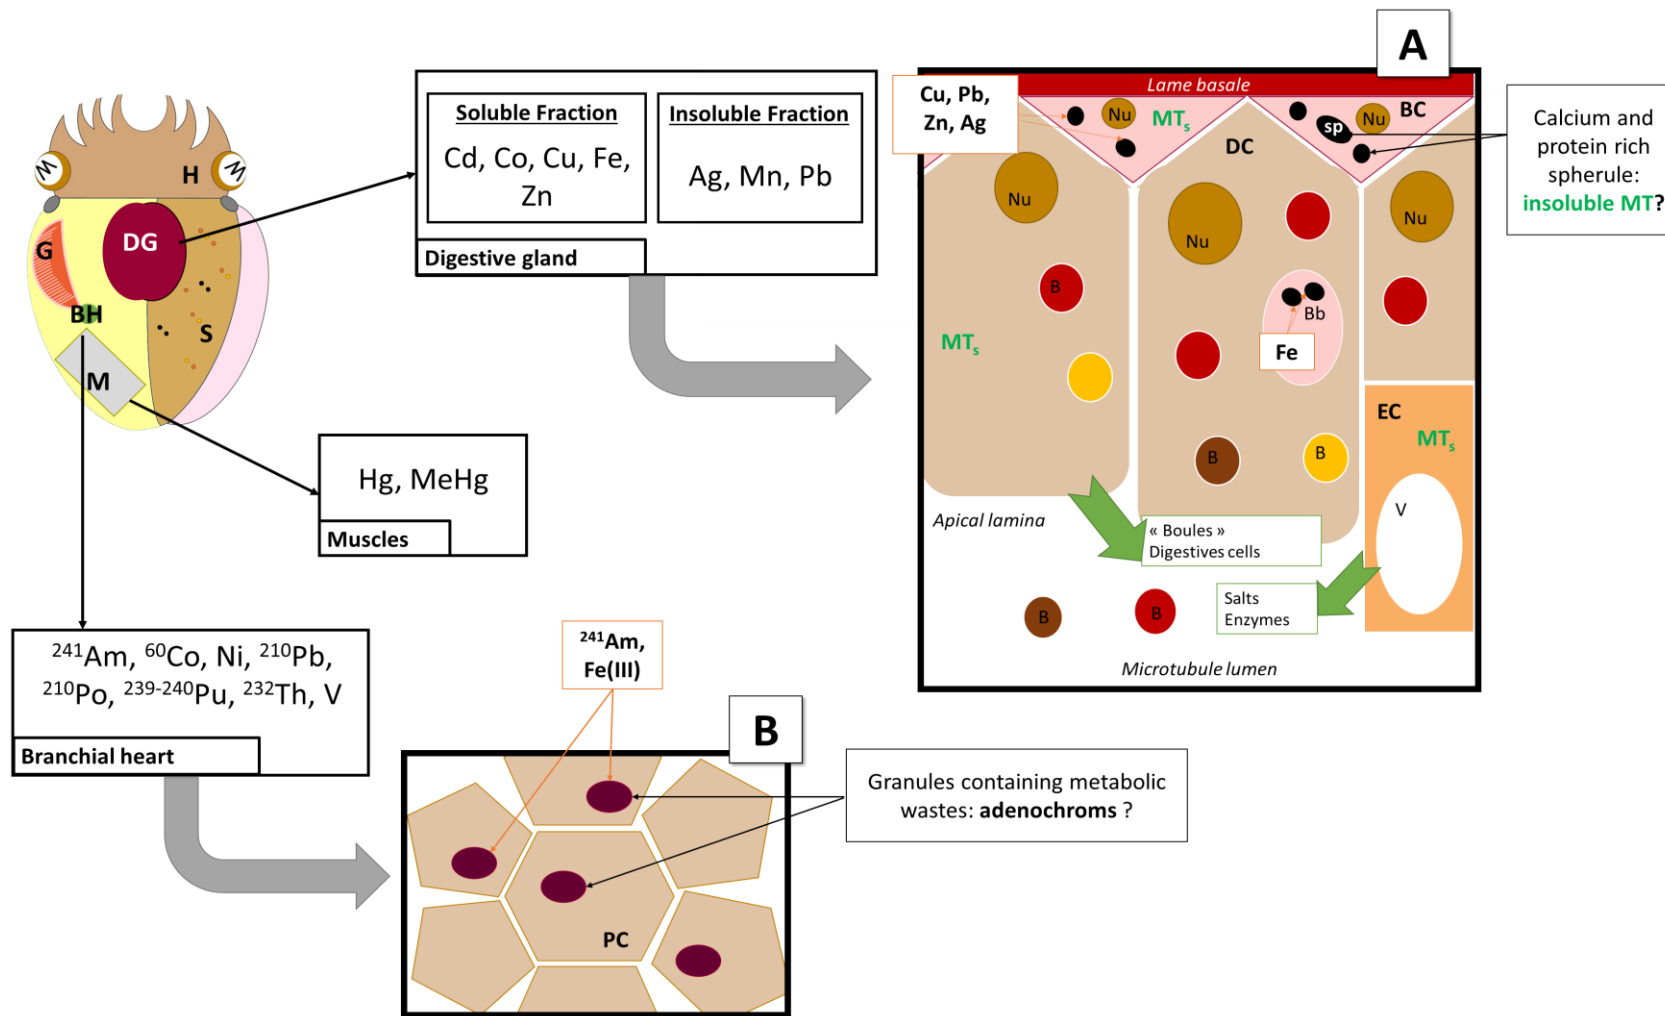 H
DG
G
BH
S
M
Soluble Fraction
Cd, Co, Cu, Fe,
Zn
Insoluble Fraction
Ag, Mn, Pb
Digestive gland
Hg, MeHg
Muscles
²⁴¹Am, ⁶⁰Co, Ni, ²¹⁰Pb,
²¹⁰Po, ²³⁹⁻²⁴⁰Pu, ²³²Th, V
Branchial heart
A
Lame basale
Cu, Pb,
Zn, Ag
Nu
MTₛ
sp
Nu
BC
Calcium and
protein rich
spherule:
insoluble MT?
DC
Nu
Nu
Nu
B
Bb
Fe
MTₛ
EC
MTₛ
B
B
V
Apical lamina
« Boules »
Digestives cells
Salts
Enzymes
B
B
Microtubule lumen
B
²⁴¹Am,
Fe(III)
Granules containing metabolic
wastes: adenochroms ?
PC